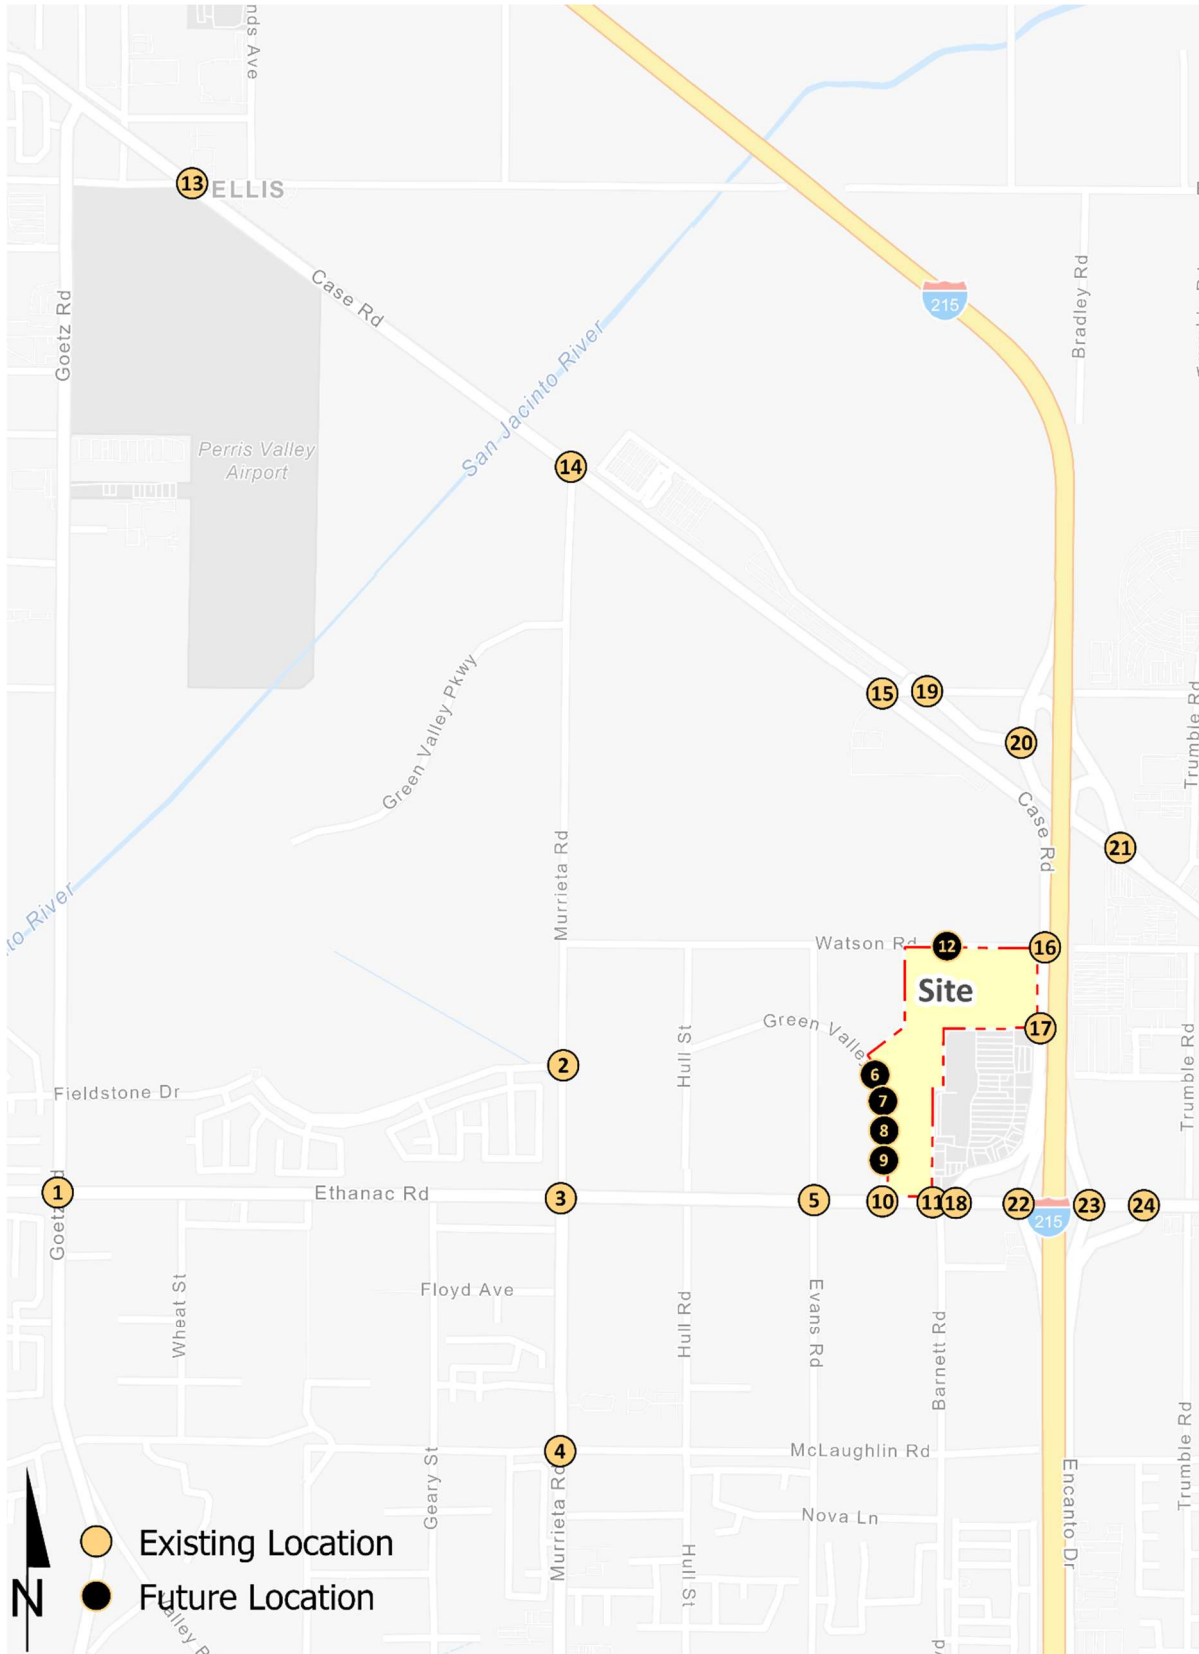 nds Ave
13
ELLIS
Case Rd
Goetz Rd
215
Bradley Rd
San Jacinto River
Perris Valley
Airport
14
Green Valley Pkwy
15
19
20
Trumble Rd
Case Rd
21
Murrieta Rd
to River
Watson Rd
12
16
Site
17
Green Valle
Hull St
2
6
7
8
9
Fieldstone Dr
Trumble Rd
1
Ethanac Rd
3
5
10
11
18
22
23
24
215
Goetz Rd
Floyd Ave
Wheat St
Hull Rd
Evans Rd
Barnett Rd
4
McLaughlin Rd
Geary St
Murrieta Rd
Nova Ln
Encanto Dr
Trumble Rd
Hull St
Existing Location
Future Location
N
Valley R